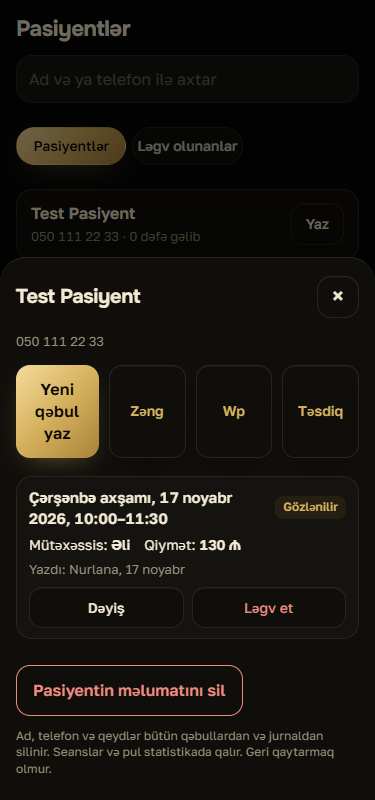 Pasiyentlər
Ad və ya telefon ilə axtar
Pasiyentlər Ləğv olunanlar
Test Pasiyent
050 111 22 33 · 0 dəfə gəlib
Yaz
Test Pasiyent
×
050 111 22 33
Yeni
qəbul
yaz
Zəng
Wp
Təsdiq
Çərşənbə axşamı, 17 noyabr
2026, 10:00–11:30
Gözlənilir
Mütəxəssis: Əli Qiymət: 130 ₼
Yazdı: Nurlana, 17 noyabr
Dəyiş
Ləğv et
Pasiyentin məlumatını sil
Ad, telefon və qeydlər bütün qəbullardan və jurnaldan
silinir. Seanslar və pul statistikada qalır. Geri qaytarmaq
olmur.